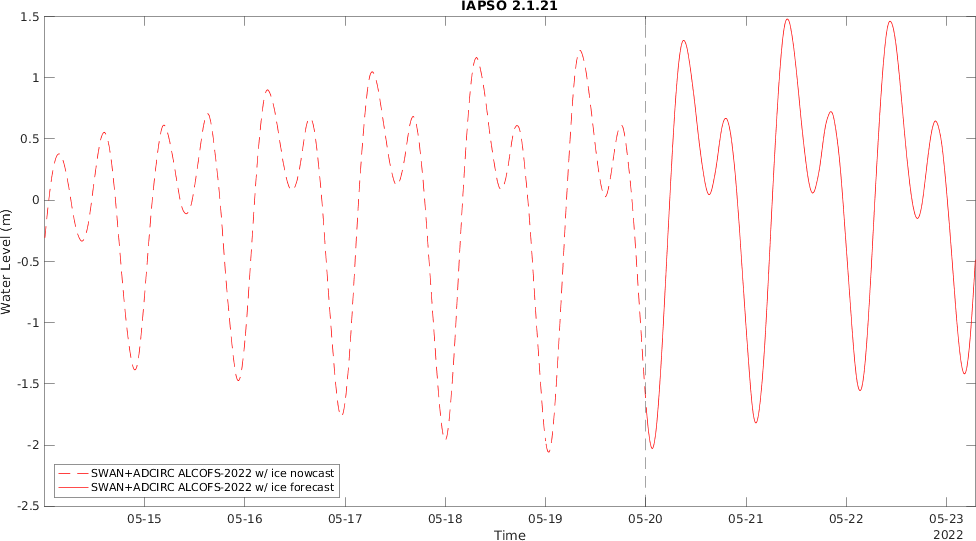 IAPSO 2.1.21
1.5
1
0.5
0
-0.5
-1
-1.5
-2
-2.5
Water Level (m)
SWAN+ADCIRC ALCOFS-2022 w/ ice nowcast
SWAN+ADCIRC ALCOFS-2022 w/ ice forecast
05-15 05-16 05-17 05-18 05-19 05-20 05-21 05-22 05-23
Time
2022